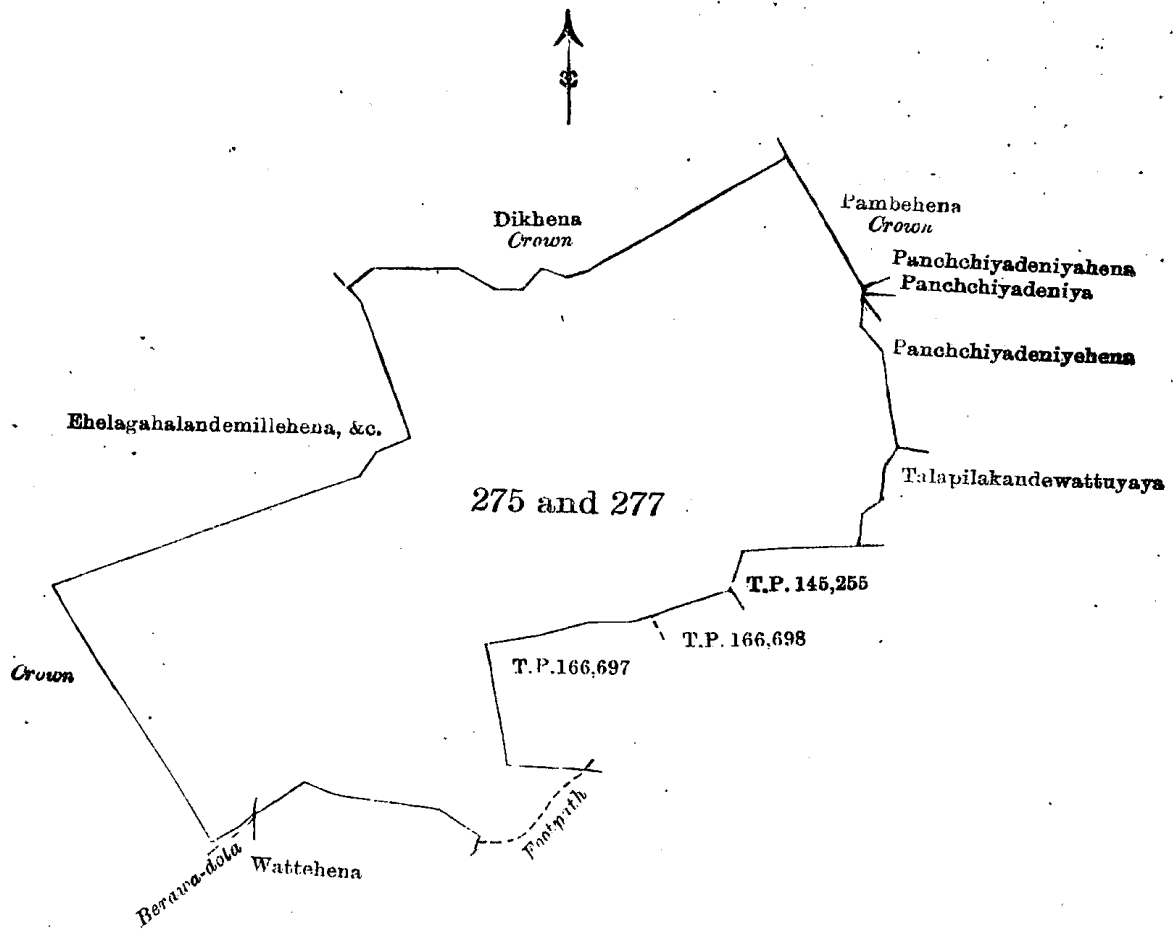 Dikhena
Crown
Pambehena
Crown
Panchchiyadeniyahena
Panchchiyadeniya
Panchchiyadeniyehena
Ehelagahalandemillehena, &c.
Talapilakandewattuyaya
275 and 277
T.P. 145,255
T.P. 166,698
T.P. 166,697
Crown
Footpath
Berawa-dola
Wattehena